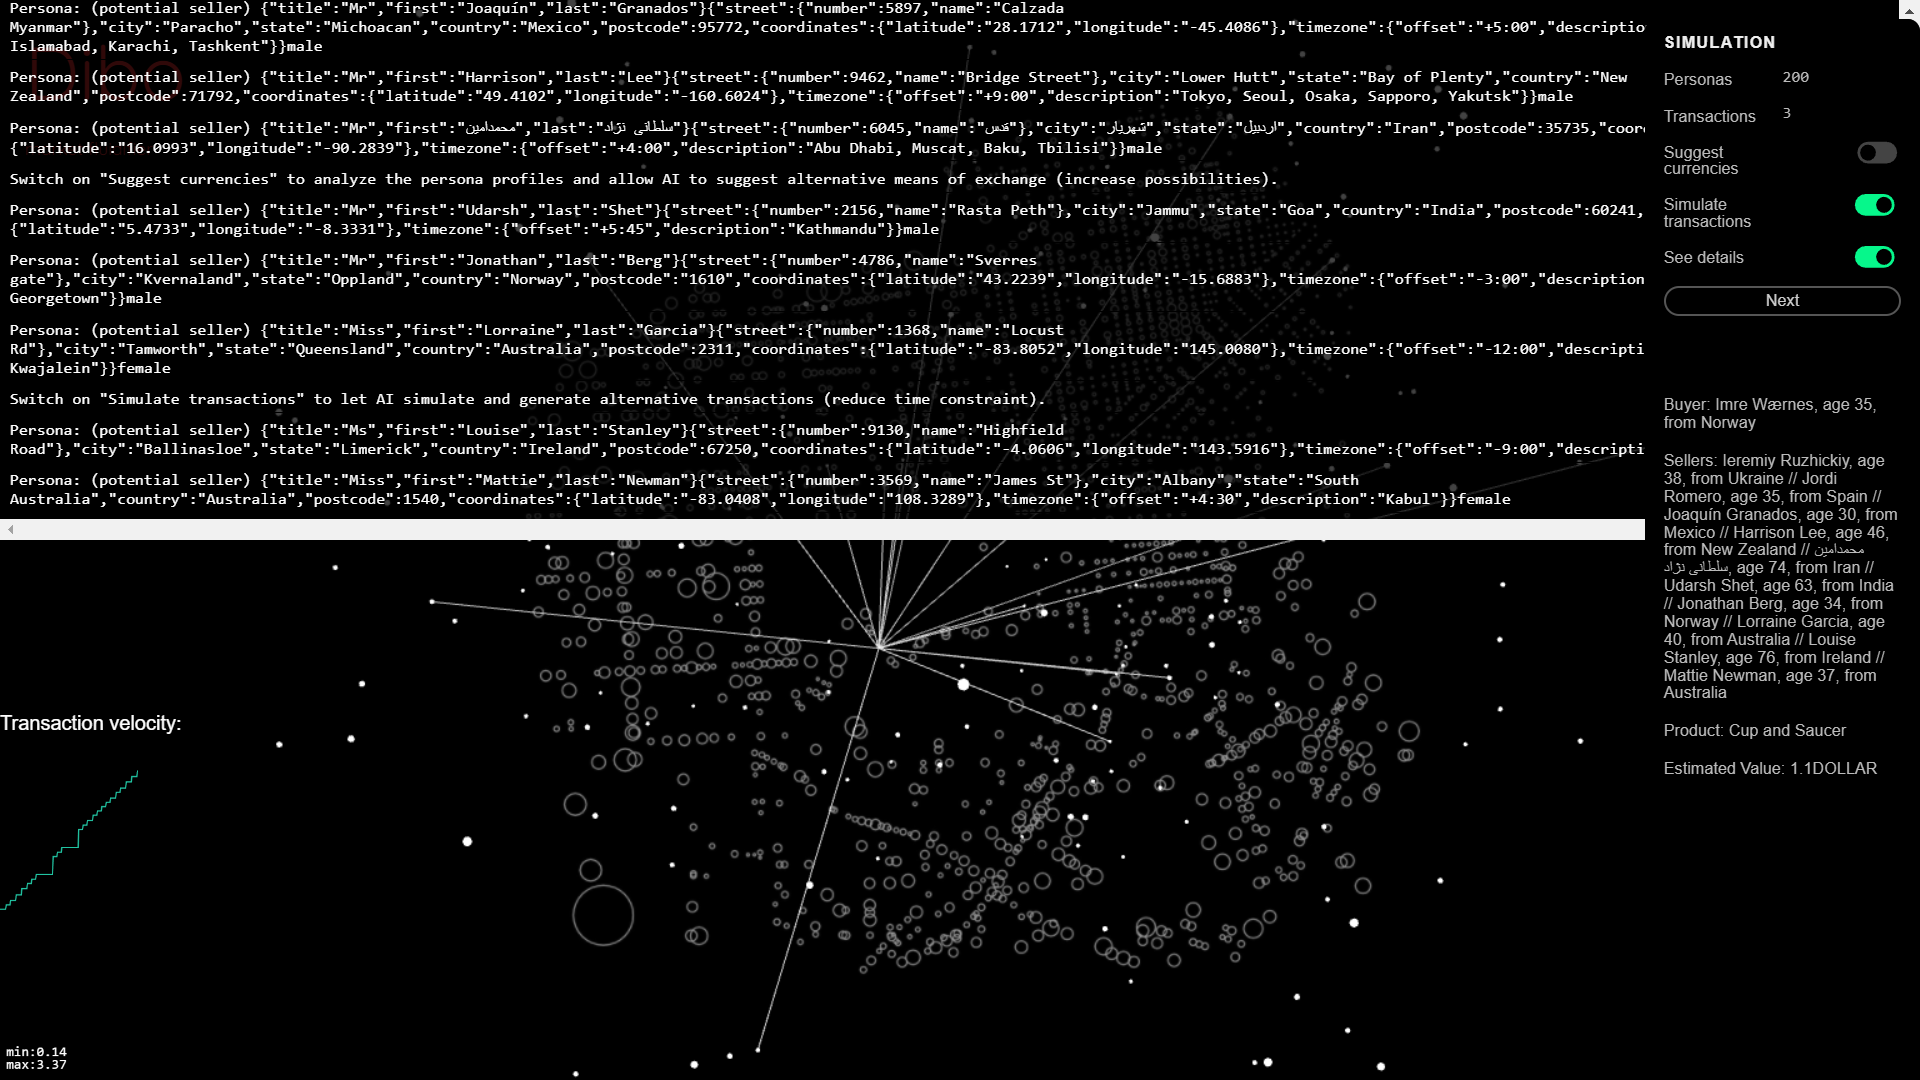 Persona: (potential seller) {"title":"Mr","first":"Joaquín","last":"Granados"}{"street":{"number":5897,"name":"Calzada
Myanmar"},"city":"Paracho","state":"Michoacan","country":"Mexico","postcode":95772,"coordinates":{"latitude":"28.1712","longitude":"-45.4086"},"timezone":{"offset":"+5:00","descriptio
Islamabad, Karachi, Tashkent"}}male
Persona: (potential seller) {"title":"Mr","first":"Harrison","last":"Lee"}{"street":{"number":9462,"name":"Bridge Street"},"city":"Lower Hutt","state":"Bay of Plenty","country":"New
Zealand","postcode":71792,"coordinates":{"latitude":"49.4102","longitude":"-160.6024"},"timezone":{"offset":"+9:00","description":"Tokyo, Seoul, Osaka, Sapporo, Yakutsk"}}male
Persona: (potential seller) {"title":"Mr","first":"محمدامین","last":"سلطانی نژاد"}{"street":{"number":6045,"name":"قدس"},"city":"شهریار","state":"اردبیل","country":"Iran","postcode":35735,"coor
{"latitude":"16.0993","longitude":"-90.2839"},"timezone":{"offset":"+4:00","description":"Abu Dhabi, Muscat, Baku, Tbilisi"}}male
Switch on "Suggest currencies" to analyze the persona profiles and allow AI to suggest alternative means of exchange (increase possibilities).
Persona: (potential seller) {"title":"Mr","first":"Udarsh","last":"Shet"}{"street":{"number":2156,"name":"Rasta Peth"},"city":"Jammu","state":"Goa","country":"India","postcode":60241,
{"latitude":"5.4733","longitude":"-8.3331"},"timezone":{"offset":"+5:45","description":"Kathmandu"}}male
Persona: (potential seller) {"title":"Mr","first":"Jonathan","last":"Berg"}{"street":{"number":4786,"name":"Sverres
gate"},"city":"Kvernaland","state":"Oppland","country":"Norway","postcode":"1610","coordinates":{"latitude":"43.2239","longitude":"-15.6883"},"timezone":{"offset":"-3:00","description
Georgetown"}}male
Persona: (potential seller) {"title":"Miss","first":"Lorraine","last":"Garcia"}{"street":{"number":1368,"name":"Locust
Rd"},"city":"Tamworth","state":"Queensland","country":"Australia","postcode":2311,"coordinates":{"latitude":"-83.8052","longitude":"145.0080"},"timezone":{"offset":"-12:00","descripti
Kwajalein"}}female
Switch on "Simulate transactions" to let AI simulate and generate alternative transactions (reduce time constraint).
Persona: (potential seller) {"title":"Ms","first":"Louise","last":"Stanley"}{"street":{"number":9130,"name":"Highfield
Road"},"city":"Ballinasloe","state":"Limerick","country":"Ireland","postcode":67250,"coordinates":{"latitude":"-4.0606","longitude":"143.5916"},"timezone":{"offset":"-9:00","descripti
Persona: (potential seller) {"title":"Miss","first":"Mattie","last":"Newman"}{"street":{"number":3569,"name":"James St"},"city":"Albany","state":"South
Australia","country":"Australia","postcode":1540,"coordinates":{"latitude":"-83.0408","longitude":"108.3289"},"timezone":{"offset":"+4:30","description":"Kabul"}}female
Djbo
Transaction velocity:
min:0.14
max:3.37
SIMULATION
Personas 200
Transactions 3
Suggest
currencies
Simulate
transactions
See details
Next
Buyer: Imre Wærnes, age 35,
from Norway
Sellers: Ieremiy Ruzhickiy, age
38, from Ukraine // Jordi
Romero, age 35, from Spain //
Joaquín Granados, age 30, from
Mexico // Harrison Lee, age 46,
from New Zealand // محمدامین
سلطانی نژاد, age 74, from Iran //
Udarsh Shet, age 63, from India
// Jonathan Berg, age 34, from
Norway // Lorraine Garcia, age
40, from Australia // Louise
Stanley, age 76, from Ireland //
Mattie Newman, age 37, from
Australia
Product: Cup and Saucer
Estimated Value: 1.1DOLLAR